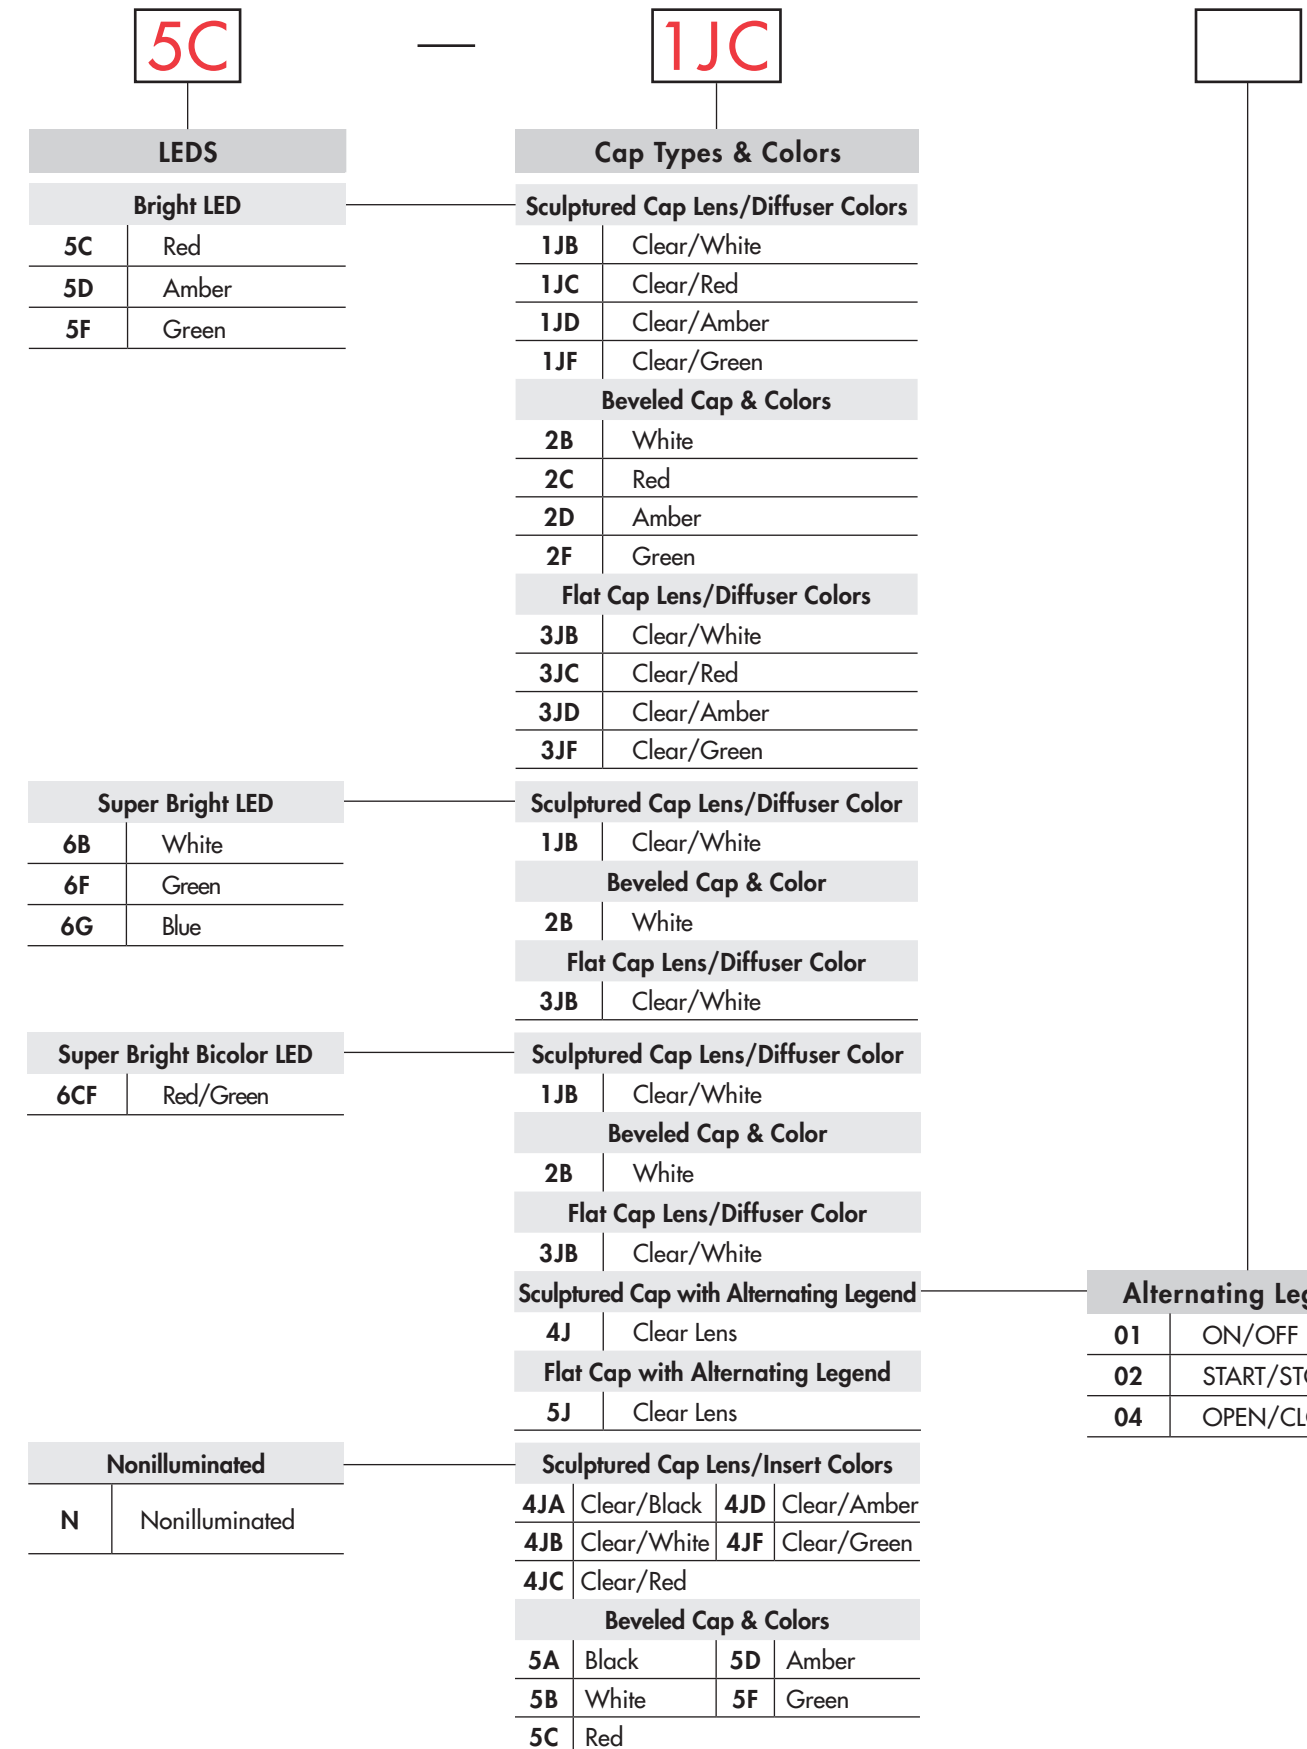 5C — 1JC
LEDS
Bright LED
5C Red
5D Amber
5F Green
Cap Types & Colors
Sculptured Cap Lens/Diffuser Colors
1JB Clear/White
1JC Clear/Red
1JD Clear/Amber
1JF Clear/Green
Beveled Cap & Colors
2B White
2C Red
2D Amber
2F Green
Flat Cap Lens/Diffuser Colors
3JB Clear/White
3JC Clear/Red
3JD Clear/Amber
3JF Clear/Green
Super Bright LED
6B White
6F Green
6G Blue
Sculptured Cap Lens/Diffuser Color
1JB Clear/White
Beveled Cap & Color
2B White
Flat Cap Lens/Diffuser Color
3JB Clear/White
Super Bright Bicolor LED
6CF Red/Green
Sculptured Cap Lens/Diffuser Color
1JB Clear/White
Beveled Cap & Color
2B White
Flat Cap Lens/Diffuser Color
3JB Clear/White
Sculptured Cap with Alternating Legend
4J Clear Lens
Flat Cap with Alternating Legend
5J Clear Lens
Alternating
01 ON/OFF
02 START/
04 OPEN/
Nonilluminated
N Nonilluminated
Sculptured Cap Lens/Insert Colors
4JA Clear/Black 4JD Clear/Amber
4JB Clear/White 4JF Clear/Green
4JC Clear/Red
Beveled Cap & Colors
5A Black 5D Amber
5B White 5F Green
5C Red